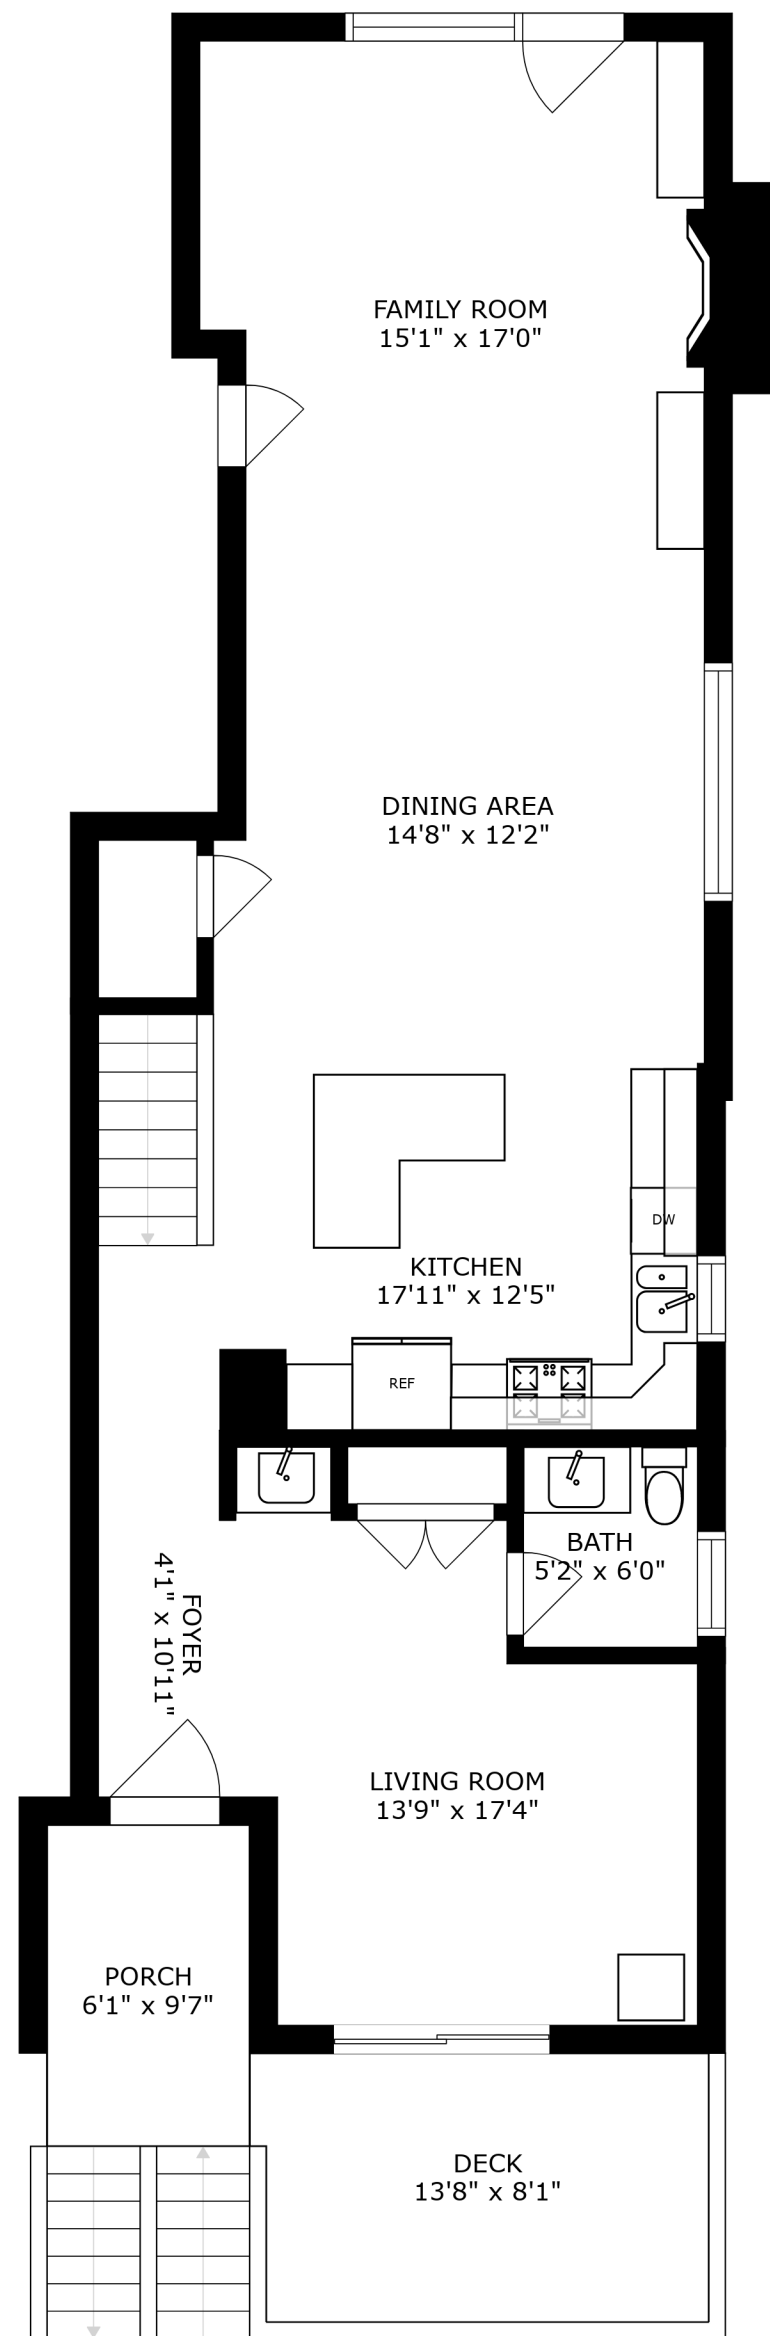 FAMILY ROOM
15'1" x 17'0"
DINING AREA
14'8" x 12'2"
DW
KITCHEN
17'11" x 12'5"
REF
BATH
5'2" x 6'0"
FOYER
4'1" x 10'11"
LIVING ROOM
13'9" x 17'4"
PORCH
6'1" x 9'7"
DECK
13'8" x 8'1"